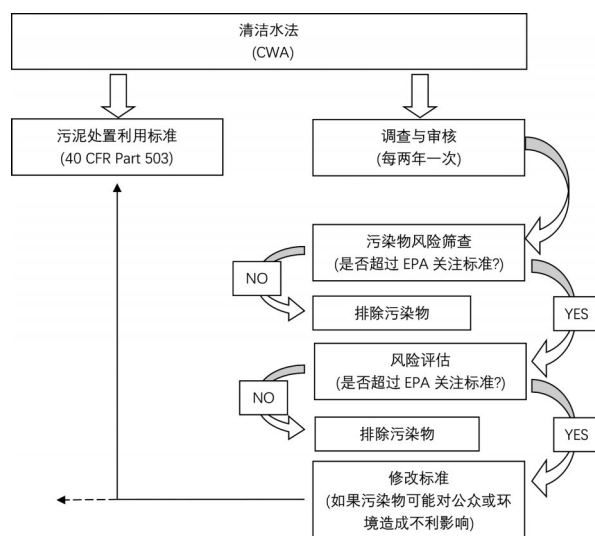 清洁水法
(CWA)
污泥处置利用标准
(40 CFR Part 503)
调查与审核
(每两年一次)
污染物风险筛查
(是否超过 EPA 关注标准?)
NO
排除污染物
YES
风险评估
(是否超过 EPA 关注标准?)
NO
排除污染物
YES
修改标准
(如果污染物可能对公众或环
境造成不利影响)